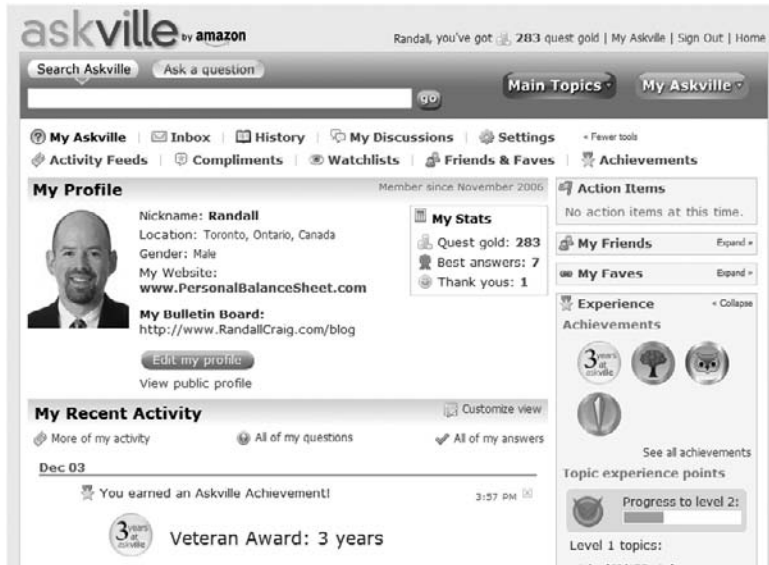 askville by amazon
Randall, you've got 283 quest gold | My Askville | Sign Out | Home
Search Askville Ask a question
go
Main Topics My Askville
My Askville | Inbox | History | My Discussions | Settings « Fewer tools
Activity Feeds | Compliments | Watchlists | Friends & Faves | Achievements
My Profile
Member since November 2006
Nickname: Randall
Location: Toronto, Ontario, Canada
Gender: Male
My Website:
www.PersonalBalanceSheet.com
My Bulletin Board:
http://www.RandallCraig.com/blog
Edit my profile
View public profile
My Stats
Quest gold: 283
Best answers: 7
Thank yous: 1
My Recent Activity
Customize view
More of my activity All of my questions All of my answers
Dec 03
You earned an Askville Achievement! 3:57 PM
3 years at askville
Veteran Award: 3 years
Action Items
No action items at this time.
My Friends Expand »
My Faves Expand »
Experience « Collapse
Achievements
3 years at askville
See all achievements
Topic experience points
Progress to level 2:
Level 1 topics: